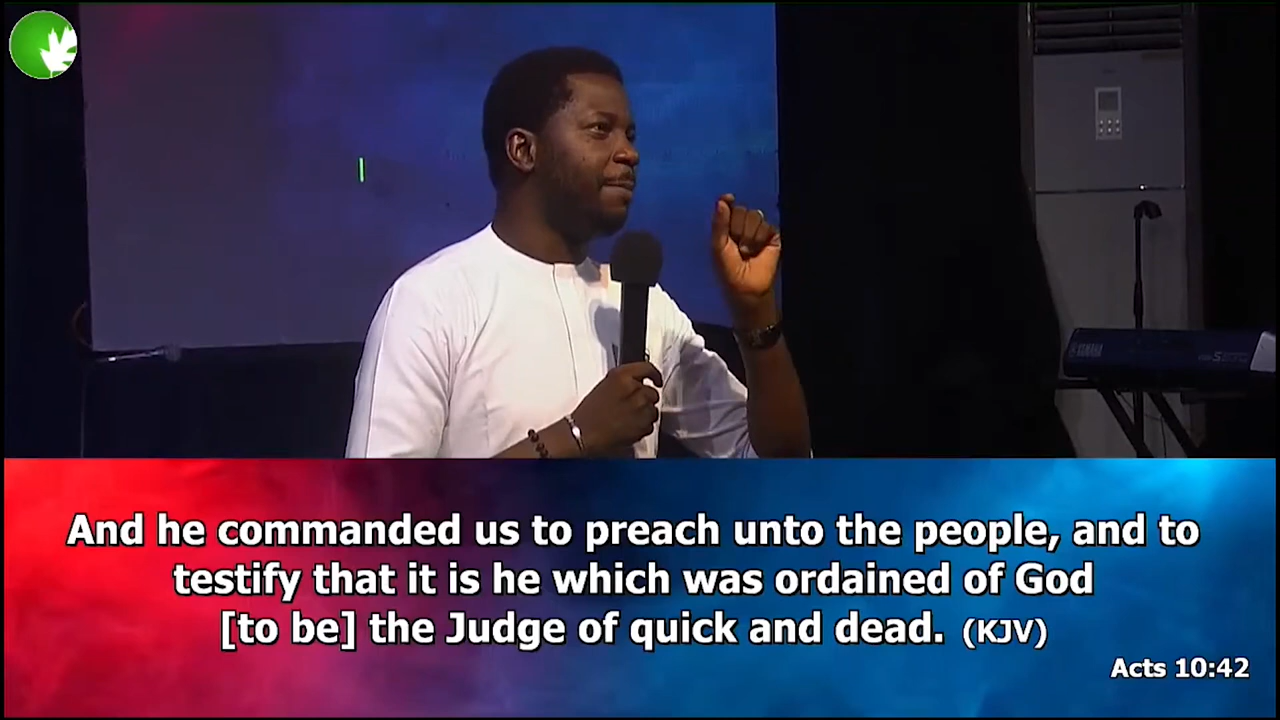 YAMAHA
And he commanded us to preach unto the people, and to
testify that it is he which was ordained of God
[to be] the Judge of quick and dead. (KJV)
Acts 10:42